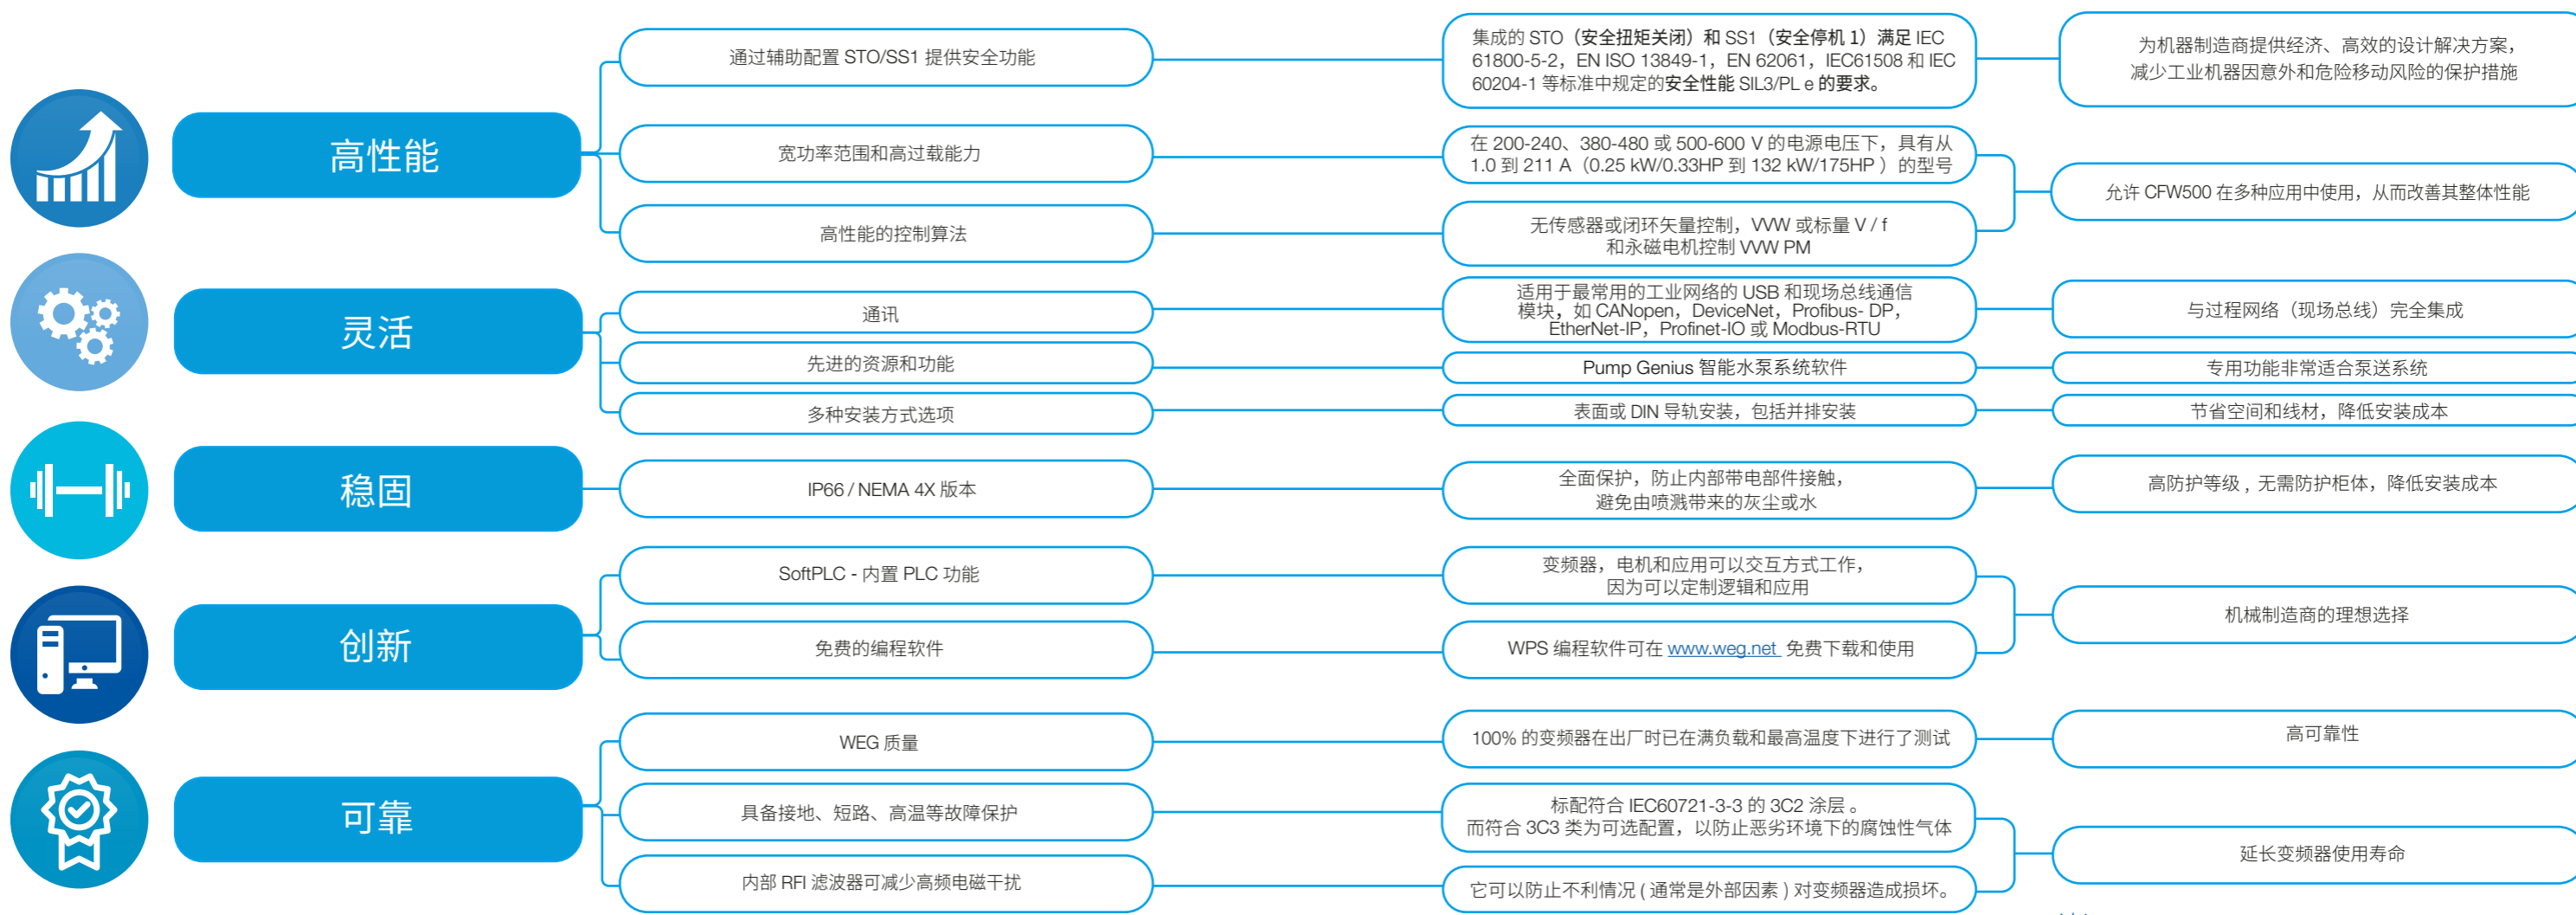 高性能
通过辅助配置 STO/SS1 提供安全功能
集成的 STO（安全扭矩关闭）和 SS1（安全停机 1）满足 IEC
61800-5-2，EN ISO 13849-1，EN 62061，IEC61508 和 IEC
60204-1 等标准中规定的安全性能 SIL3/PL e 的要求。
为机器制造商提供经济、高效的设计解决方案，
减少工业机器因意外和危险移动风险的保护措施
宽功率范围和高过载能力
在 200-240、380-480 或 500-600 V 的电源电压下，具有从
1.0 到 211 A（0.25 kW/0.33HP 到 132 kW/175HP ）的型号
高性能的控制算法
无传感器或闭环矢量控制，VVW 或标量 V / f
和永磁电机控制 VVW PM
允许 CFW500 在多种应用中使用，从而改善其整体性能
灵活
通讯
适用于最常用的工业网络的 USB 和现场总线通信
模块，如 CANopen，DeviceNet，Profibus- DP，
EtherNet-IP，Profinet-IO 或 Modbus-RTU
与过程网络（现场总线）完全集成
先进的资源和功能
Pump Genius 智能水泵系统软件
专用功能非常适合泵送系统
多种安装方式选项
表面或 DIN 导轨安装，包括并排安装
节省空间和线材，降低安装成本
稳固
IP66 / NEMA 4X 版本
全面保护，防止内部带电部件接触，
避免由喷溅带来的灰尘或水
高防护等级 , 无需防护柜体，降低安装成本
创新
SoftPLC - 内置 PLC 功能
变频器，电机和应用可以交互方式工作，
因为可以定制逻辑和应用
免费的编程软件
WPS 编程软件可在 www.weg.net 免费下载和使用
机械制造商的理想选择
可靠
WEG 质量
100% 的变频器在出厂时已在满负载和最高温度下进行了测试
高可靠性
具备接地、短路、高温等故障保护
标配符合 IEC60721-3-3 的 3C2 涂层 。
而符合 3C3 类为可选配置，以防止恶劣环境下的腐蚀性气体
内部 RFI 滤波器可减少高频电磁干扰
它可以防止不利情况 ( 通常是外部因素 ) 对变频器造成损坏。
延长变频器使用寿命